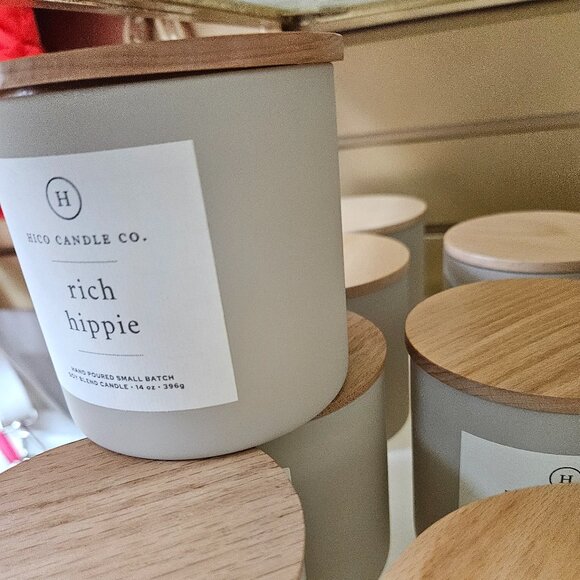 H
HICO CANDLE CO.
rich
hippie
HAND POURED SMALL BATCH
SOY BLEND CANDLE · 14 oz · 396g
H